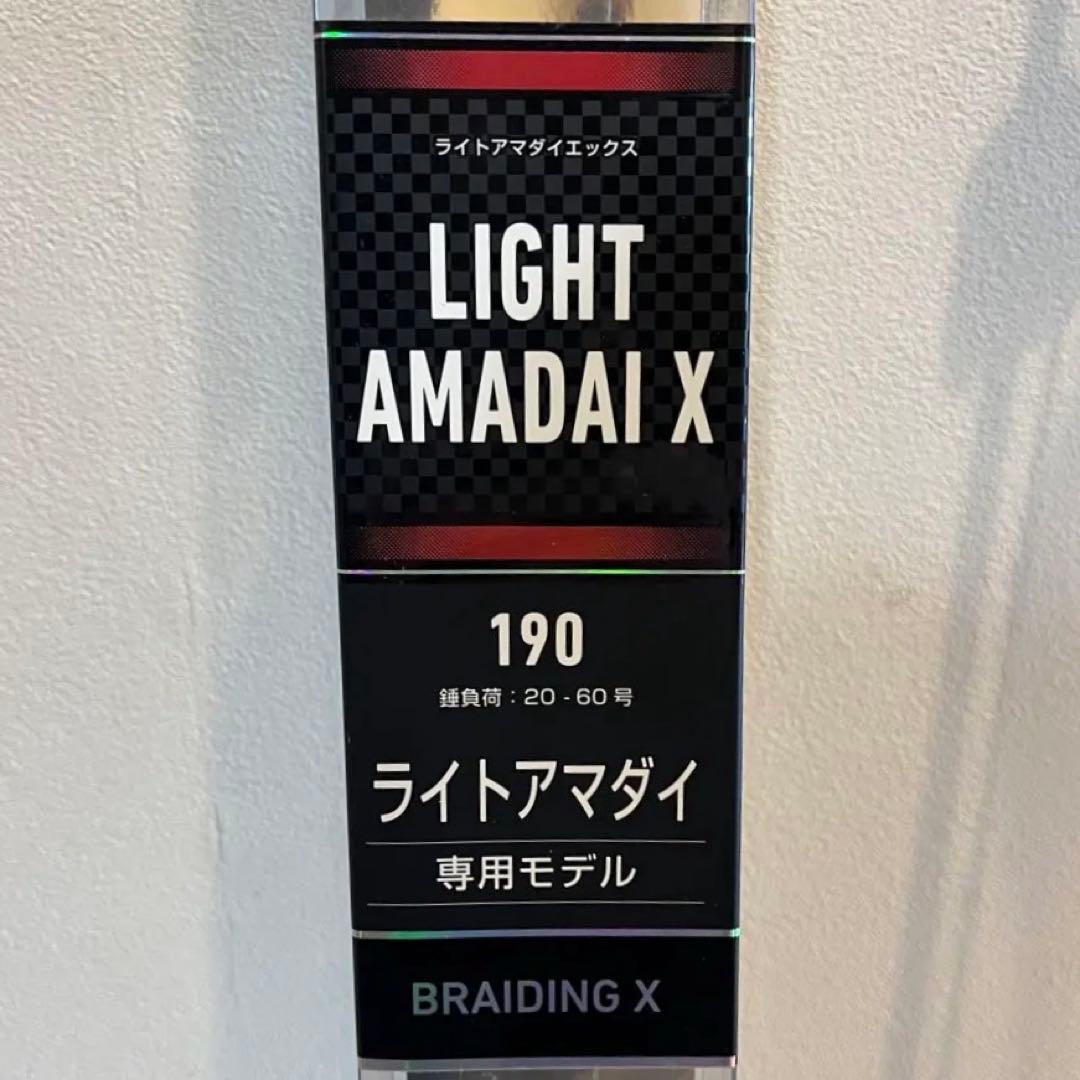 ライトアマダイエックス
LIGHT
AMADAI X
190
錘負荷：20 - 60 号
ライトアマダイ
専用モデル
BRAIDING X